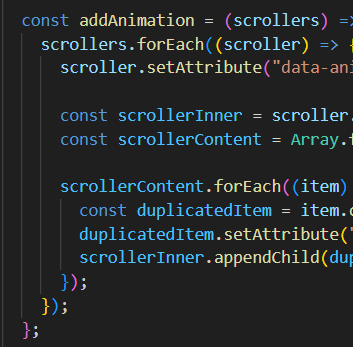 const addAnimation = (scrollers) =>
scrollers.forEach((scroller) => {
scroller.setAttribute("data-ani
const scrollerInner = scroller.
const scrollerContent = Array.f
scrollerContent.forEach((item)
const duplicatedItem = item.c
duplicatedItem.setAttribute("
scrollerInner.appendChild(dup
});
});
};